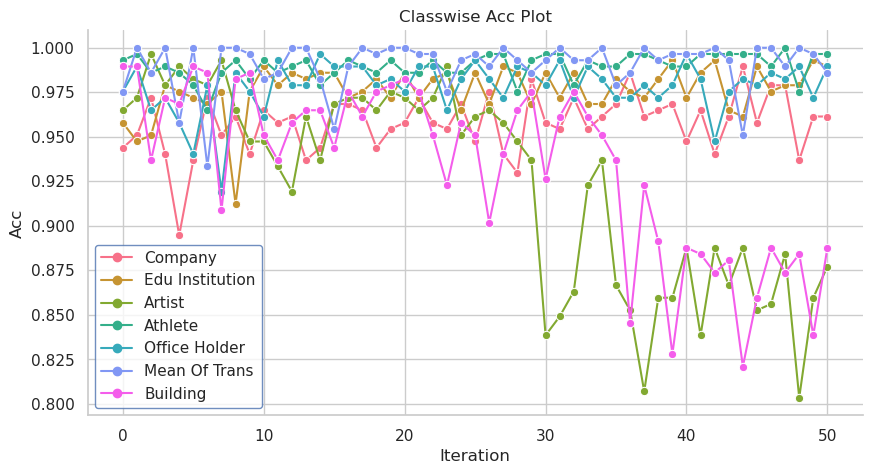 Classwise Acc Plot
1.000
0.975
0.950
0.925
0.900
0.875
0.850
0.825
0.800
Acc
Company
Edu Institution
Artist
Athlete
Office Holder
Mean Of Trans
Building
0 10 20 30 40 50
Iteration